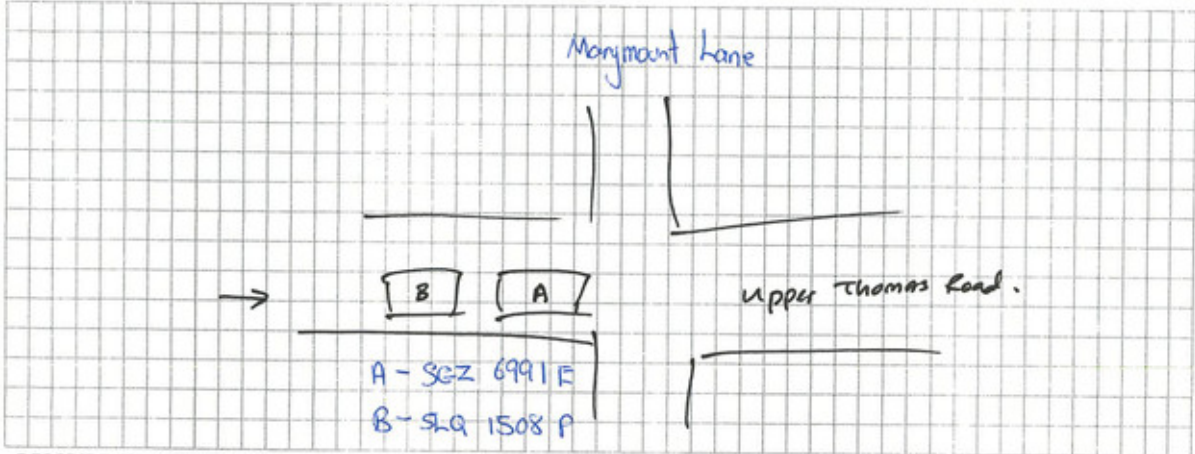 Marymount Lane
B
A
Upper Thomas Road.
A - SGZ 6991 E
B - SLQ 1508 P